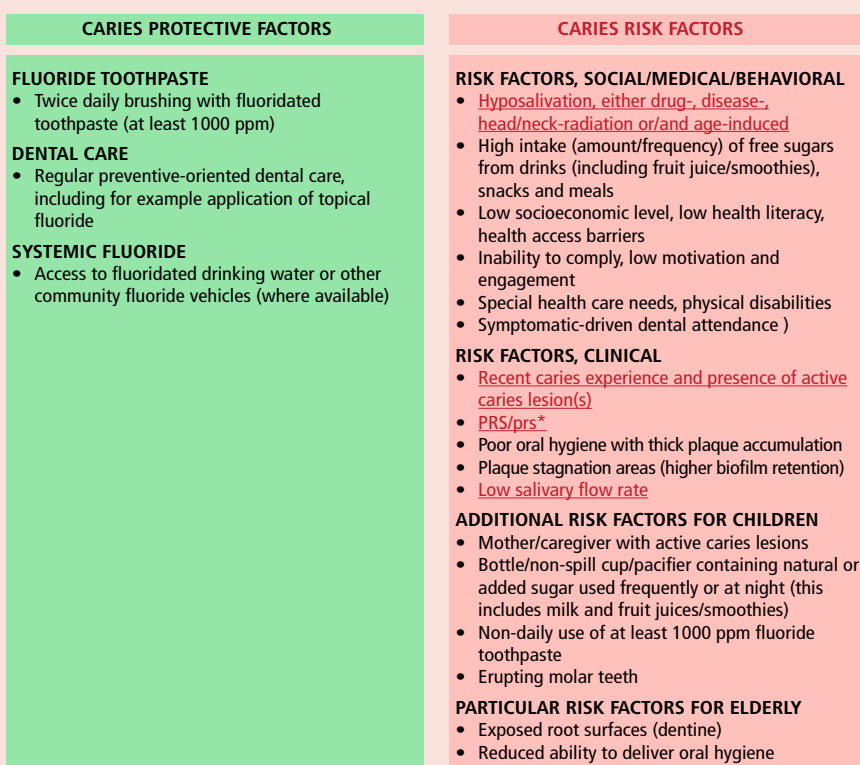 CARIES PROTECTIVE FACTORS
FLUORIDE TOOTHPASTE
• Twice daily brushing with fluoridated
toothpaste (at least 1000 ppm)
DENTAL CARE
• Regular preventive-oriented dental care,
including for example application of topical
fluoride
SYSTEMIC FLUORIDE
• Access to fluoridated drinking water or other
community fluoride vehicles (where available)
CARIES RISK FACTORS
RISK FACTORS, SOCIAL/MEDICAL/BEHAVIORAL
• Hyposalivation, either drug-, disease-,
head/neck-radiation or/and age-induced
• High intake (amount/frequency) of free sugars
from drinks (including fruit juice/smoothies),
snacks and meals
• Low socioeconomic level, low health literacy,
health access barriers
• Inability to comply, low motivation and
engagement
• Special health care needs, physical disabilities
• Symptomatic-driven dental attendance )
RISK FACTORS, CLINICAL
• Recent caries experience and presence of active
caries lesion(s)
• PRS/prs*
• Poor oral hygiene with thick plaque accumulation
• Plaque stagnation areas (higher biofilm retention)
• Low salivary flow rate
ADDITIONAL RISK FACTORS FOR CHILDREN
• Mother/caregiver with active caries lesions
• Bottle/non-spill cup/pacifier containing natural or
added sugar used frequently or at night (this
includes milk and fruit juices/smoothies)
• Non-daily use of at least 1000 ppm fluoride
toothpaste
• Erupting molar teeth
PARTICULAR RISK FACTORS FOR ELDERLY
• Exposed root surfaces (dentine)
• Reduced ability to deliver oral hygiene